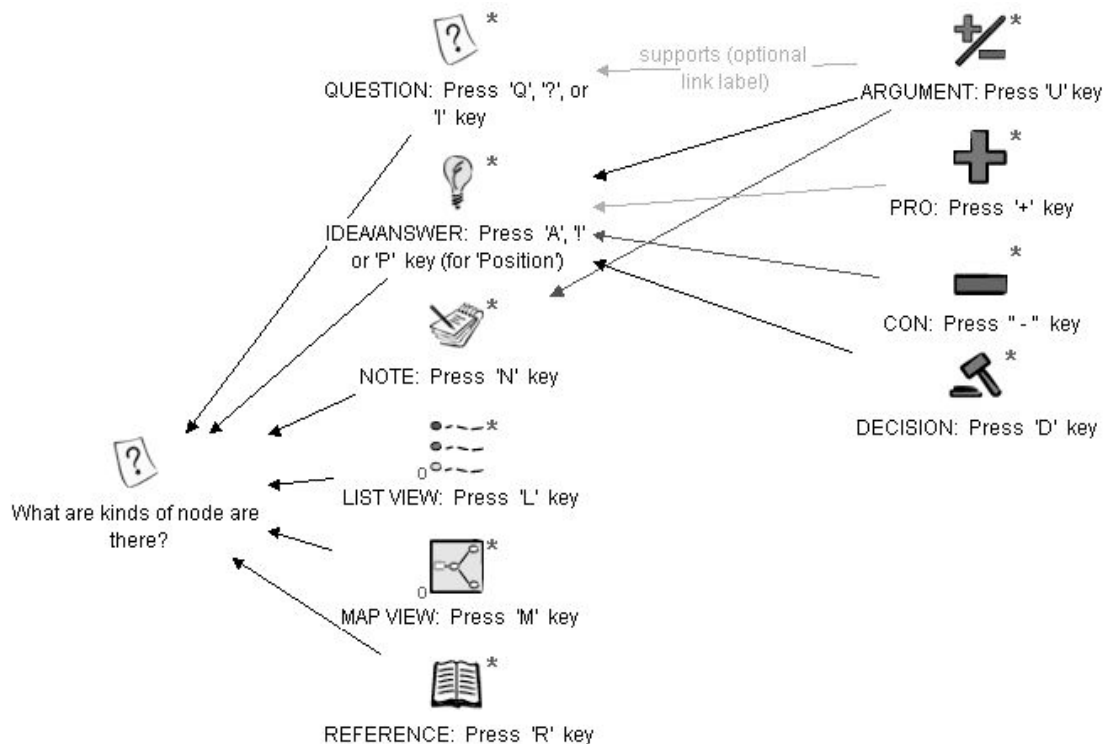 *
?
QUESTION: Press 'Q', '?', or
'I' key
*
IDEA/ANSWER: Press 'A', '!'
or 'P' key (for 'Position')
*
NOTE: Press 'N' key
*
0
LIST VIEW: Press 'L' key
*
0
MAP VIEW: Press 'M' key
*
REFERENCE: Press 'R' key
?
What are kinds of node are
there?
supports (optional
link label)
*
ARGUMENT: Press 'U' key
*
PRO: Press '+' key
*
CON: Press " - " key
*
DECISION: Press 'D' key